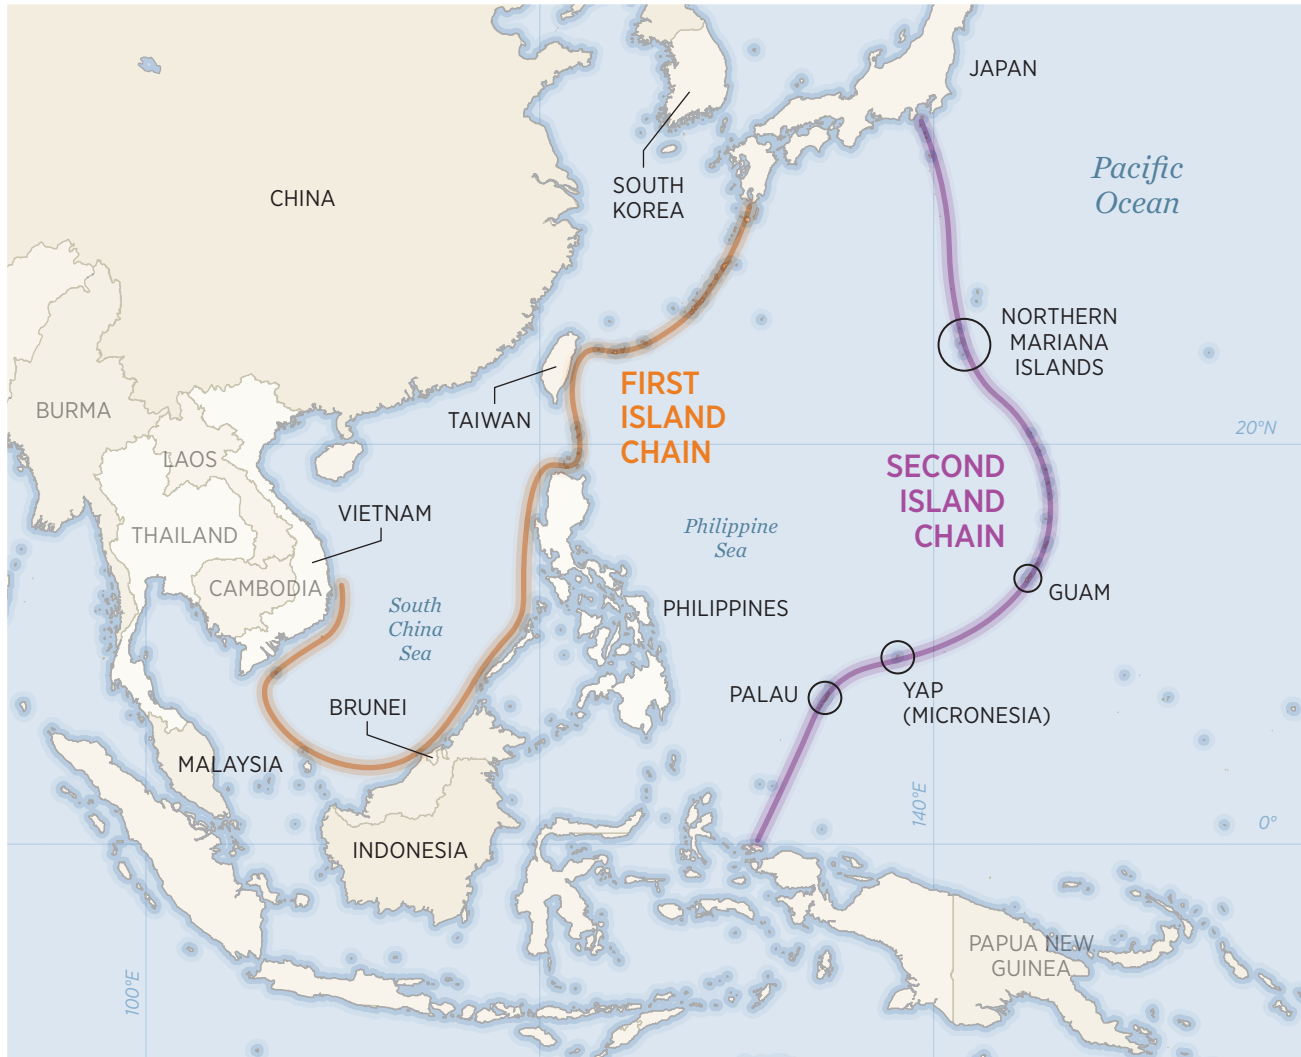 JAPAN
Pacific
Ocean
CHINA
SOUTH
KOREA
NORTHERN
MARIANA
ISLANDS
FIRST
ISLAND
CHAIN
BURMA
TAIWAN
20°N
LAOS
SECOND
ISLAND
CHAIN
VIETNAM
THAILAND
Philippine
Sea
CAMBODIA
GUAM
South
China
Sea
PHILIPPINES
PALAU
YAP
(MICRONESIA)
BRUNEI
MALAYSIA
140°E
0°
INDONESIA
PAPUA NEW
GUINEA
100°E